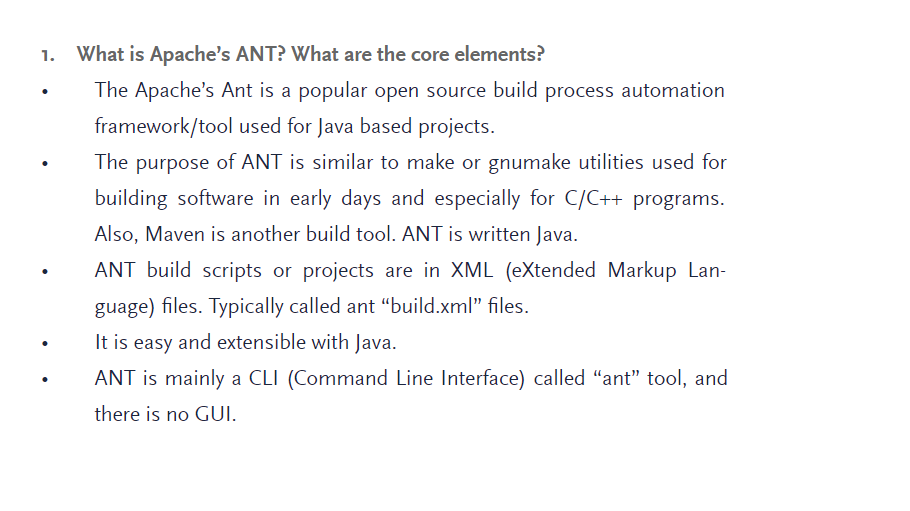 1. What is Apache’s ANT? What are the core elements?
• The Apache’s Ant is a popular open source build process automation
framework/tool used for Java based projects.
• The purpose of ANT is similar to make or gnumake utilities used for
building software in early days and especially for C/C++ programs.
Also, Maven is another build tool. ANT is written Java.
• ANT build scripts or projects are in XML (eXtended Markup Lan-
guage) files. Typically called ant “build.xml” files.
• It is easy and extensible with Java.
• ANT is mainly a CLI (Command Line Interface) called “ant” tool, and
there is no GUI.